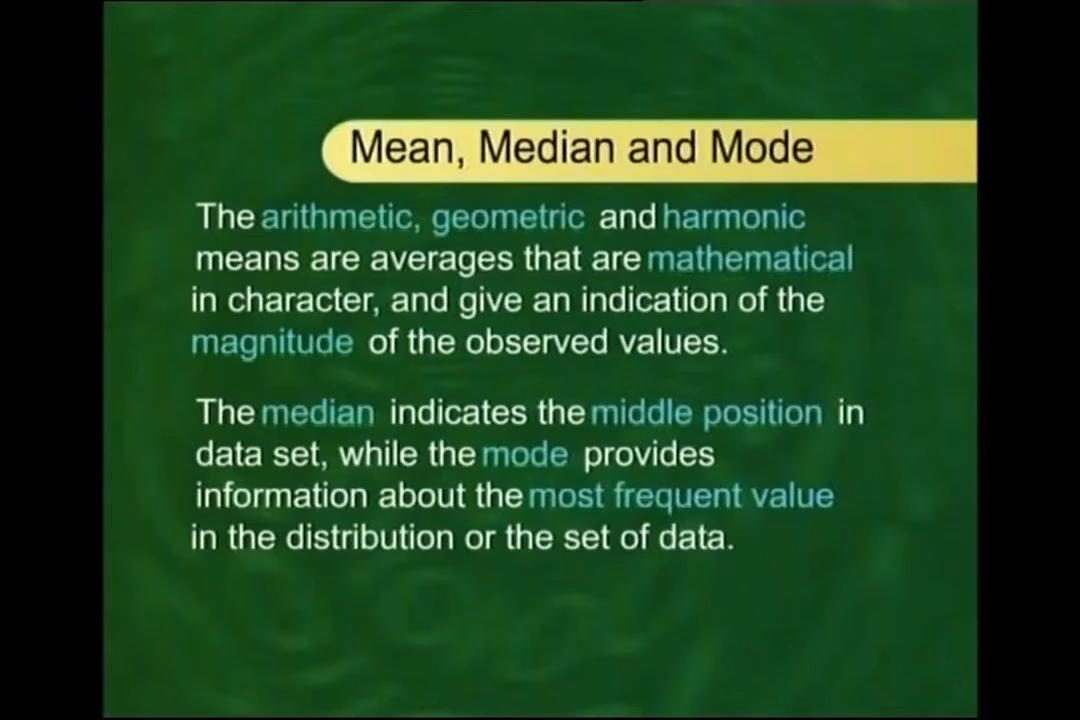 Mean, Median and Mode
The arithmetic, geometric and harmonic
means are averages that are mathematical
in character, and give an indication of the
magnitude of the observed values.
The median indicates the middle position in
data set, while the mode provides
information about the most frequent value
in the distribution or the set of data.